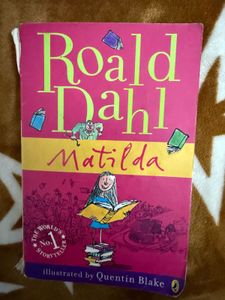 Roald
Dahl
Matilda
THE WORLD'S
No. 1
STORYTELLER
illustrated by Quentin Blake